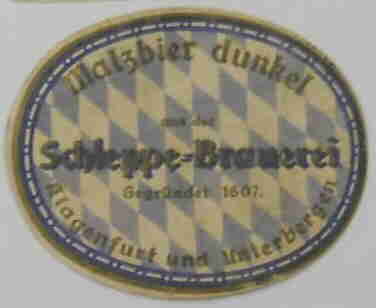 Malzbier dunkel
aus der
Schleppe=Brauerei
Gegründet 1607.
Klagenfurt und Unterbergen